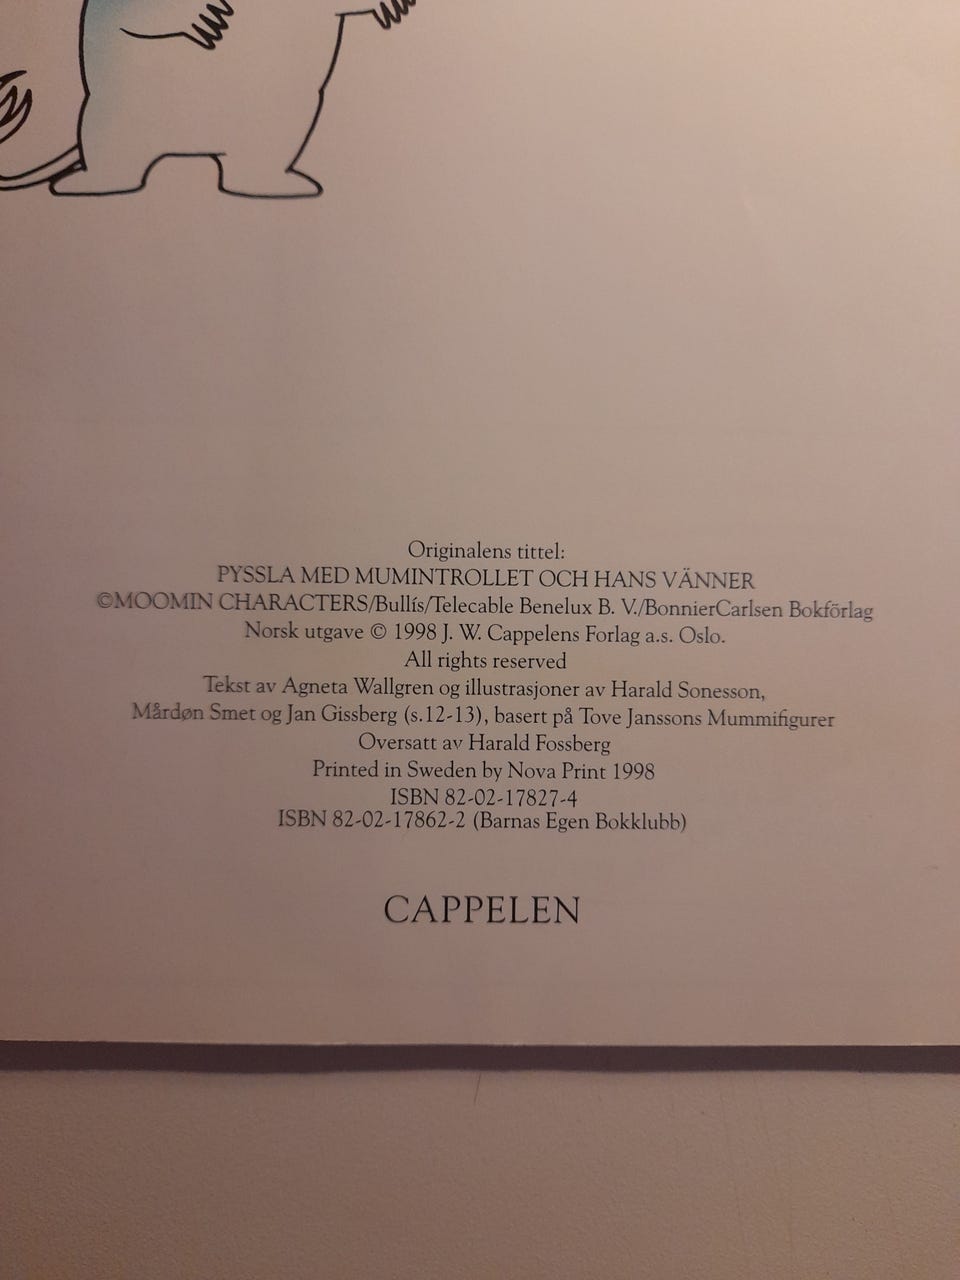 Originalens tittel:
PYSSLA MED MUMINTROLLET OCH HANS VÄNNER
©MOOMIN CHARACTERS/Bullís/Telecable Benelux B. V./BonnierCarlsen Bokförlag
Norsk utgave © 1998 J. W. Cappelens Forlag a.s. Oslo.
All rights reserved
Tekst av Agneta Wallgren og illustrasjoner av Harald Sonesson,
Mårdøn Smet og Jan Gissberg (s.12-13), basert på Tove Janssons Mummifigurer
Oversatt av Harald Fossberg
Printed in Sweden by Nova Print 1998
ISBN 82-02-17827-4
ISBN 82-02-17862-2 (Barnas Egen Bokklubb)
CAPPELEN